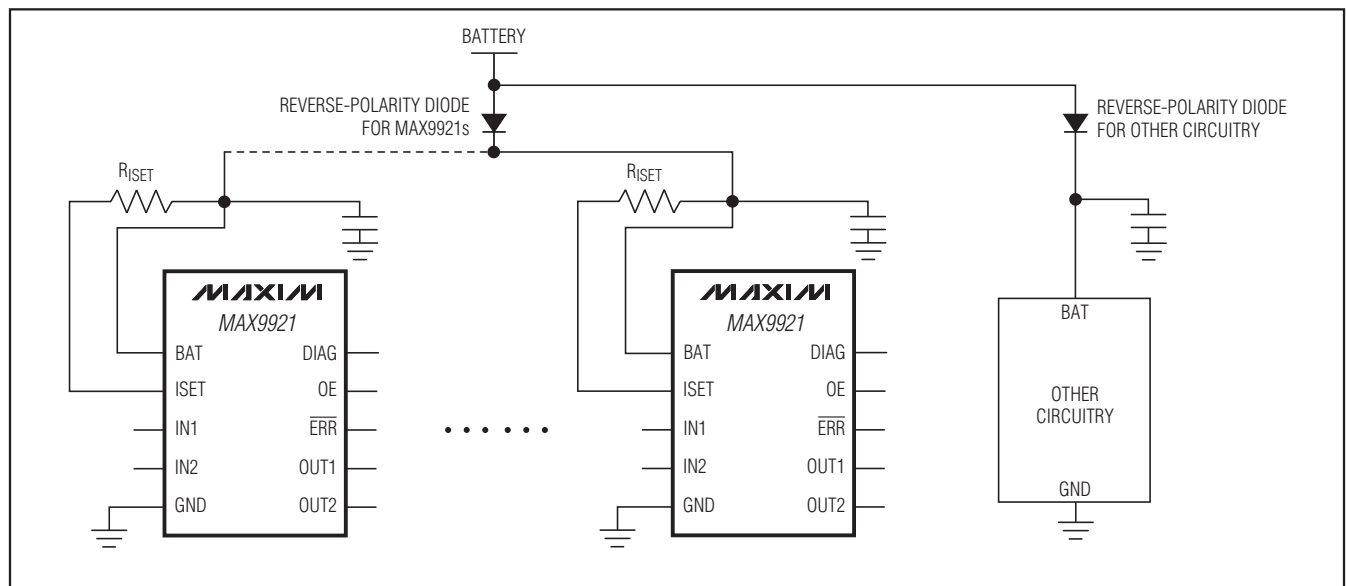 BATTERY
REVERSE-POLARITY DIODE
FOR MAX9921s
REVERSE-POLARITY DIODE
FOR OTHER CIRCUITRY
RISET
RISET
MAXIM
MAX9921
BAT
DIAG
ISET
OE
IN1
ERR
IN2
OUT1
GND
OUT2
MAXIM
MAX9921
BAT
DIAG
ISET
OE
IN1
ERR
IN2
OUT1
GND
OUT2
BAT
OTHER
CIRCUITRY
GND